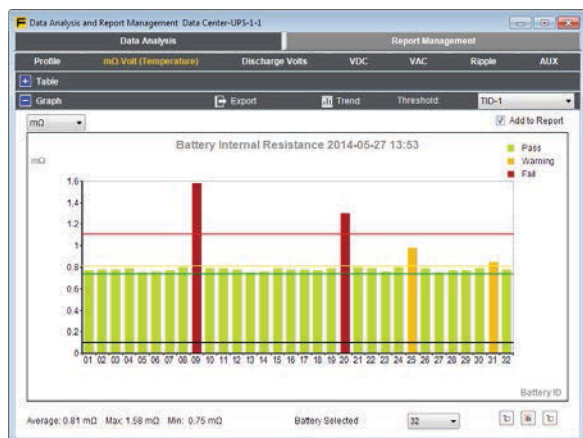 Data Analysis and Report Management Data Center-UPS-1-1
Data Analysis Report Management
Profile mΩ Volt (Temperature) Discharge Volts VDC VAC Ripple AUX
Table
Graph Export Trend Threshold: TID-1
mΩ Add to Report
Battery Internal Resistance 2014-05-27 13:53
Pass
mΩ Warning
Fail
1.6
1.4
1.2
1
0.8
0.6
0.4
0.2
0
01 02 03 04 05 06 07 08 09 10 11 12 13 14 15 16 17 18 19 20 21 22 23 24 25 26 27 28 29 30 31 32
Battery ID
Average: 0.81 mΩ Max: 1.58 mΩ Min: 0.75 mΩ Battery Selected 32